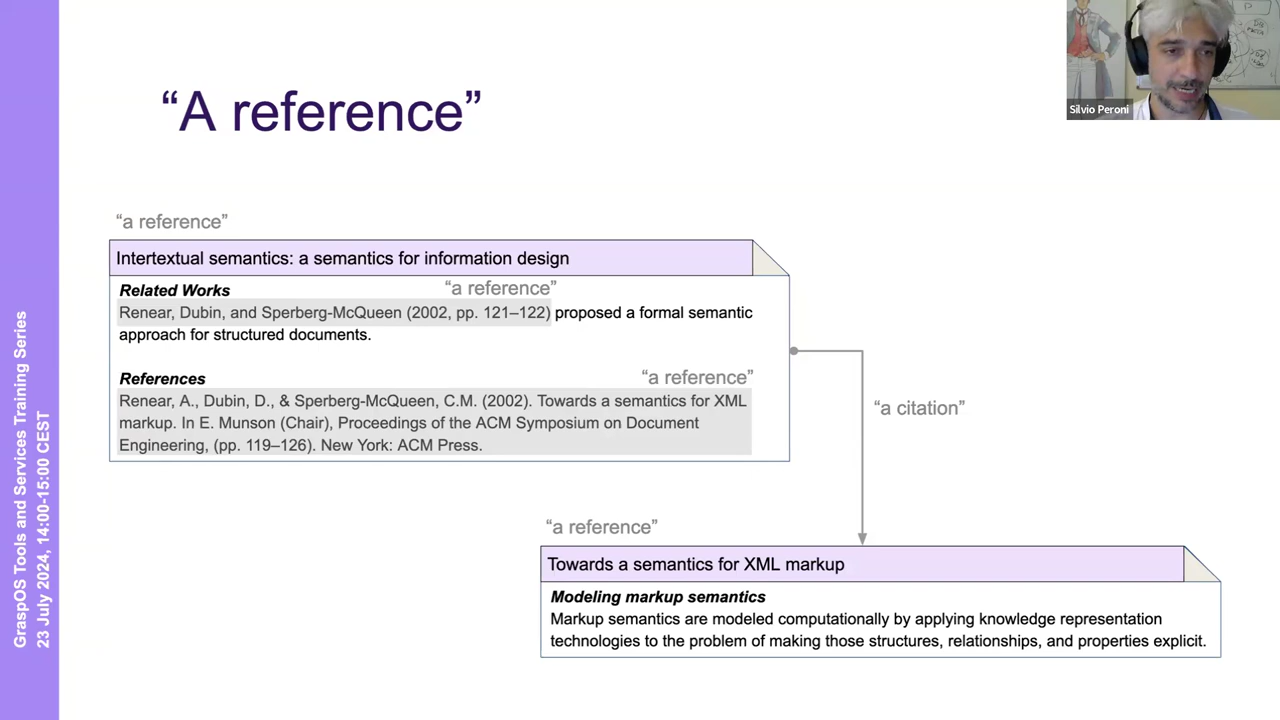 “A reference”
Silvio Peroni
“a reference”
Intertextual semantics: a semantics for information design
Related Works
“a reference”
Renear, Dubin, and Sperberg-McQueen (2002, pp. 121–122) proposed a formal semantic
approach for structured documents.
References
“a reference”
Renear, A., Dubin, D., & Sperberg-McQueen, C.M. (2002). Towards a semantics for XML
markup. In E. Munson (Chair), Proceedings of the ACM Symposium on Document
Engineering, (pp. 119–126). New York: ACM Press.
“a citation”
“a reference”
Towards a semantics for XML markup
Modeling markup semantics
Markup semantics are modeled computationally by applying knowledge representation
technologies to the problem of making those structures, relationships, and properties explicit.
GraspOS Tools and Services Training Series
23 July 2024, 14:00-15:00 CEST